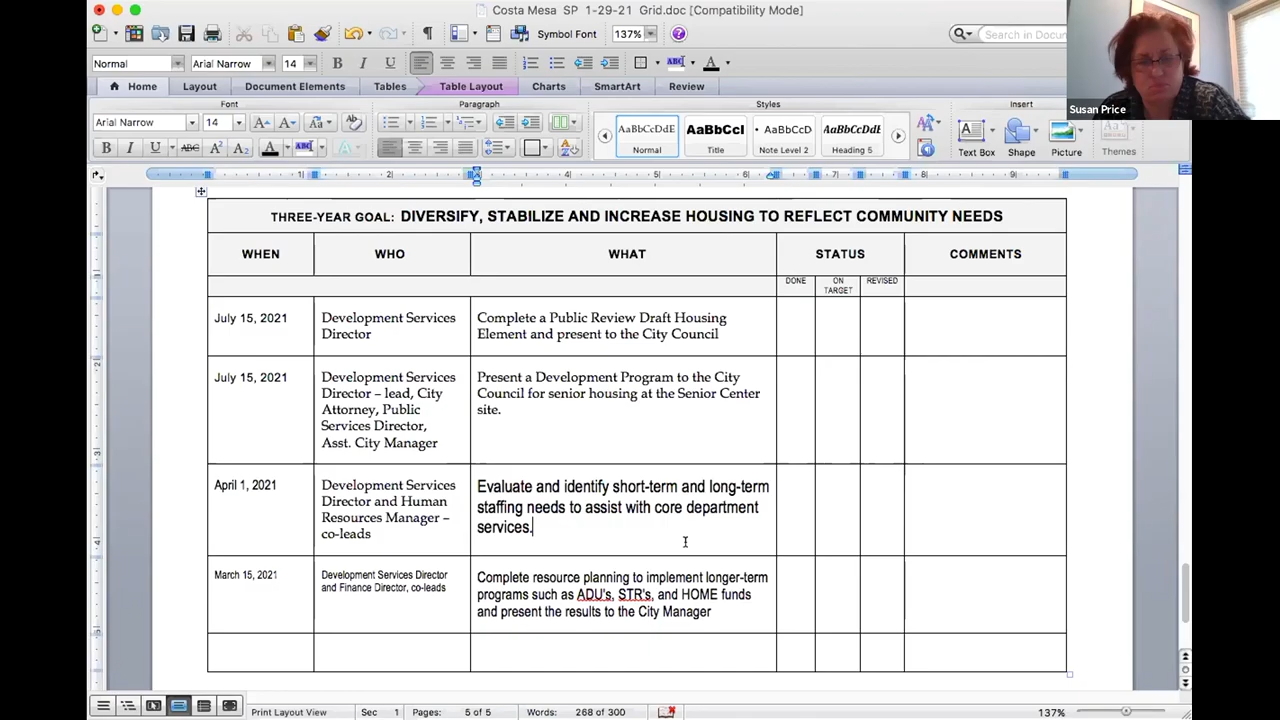 Costa Mesa SP 1-29-21 Grid.doc [Compatibility Mode]
Symbol Font 137% Search in Docum
Normal Arial Narrow 14
Home Layout Document Elements Tables Table Layout Charts SmartArt Review
Font Paragraph Styles Insert
Arial Narrow 14
AaBbCcDdE AaBbCcI AaBbCcD AaBbCcDdE
Normal Title Note Level 2 Heading 5
Text Box Shape Picture Themes
Susan Price
THREE-YEAR GOAL: DIVERSIFY, STABILIZE AND INCREASE HOUSING TO REFLECT COMMUNITY NEEDS
WHEN WHO WHAT STATUS COMMENTS
DONE ON TARGET REVISED
July 15, 2021
Development Services
Director
Complete a Public Review Draft Housing
Element and present to the City Council
July 15, 2021
Development Services
Director – lead, City
Attorney, Public
Services Director,
Asst. City Manager
Present a Development Program to the City
Council for senior housing at the Senior Center
site.
April 1, 2021
Development Services
Director and Human
Resources Manager –
co-leads
Evaluate and identify short-term and long-term
staffing needs to assist with core department
services.
March 15, 2021
Development Services Director
and Finance Director, co-leads
Complete resource planning to implement longer-term
programs such as ADU's, STR's, and HOME funds
and present the results to the City Manager
Print Layout View Sec 1 Pages: 5 of 5 Words: 268 of 300 137%